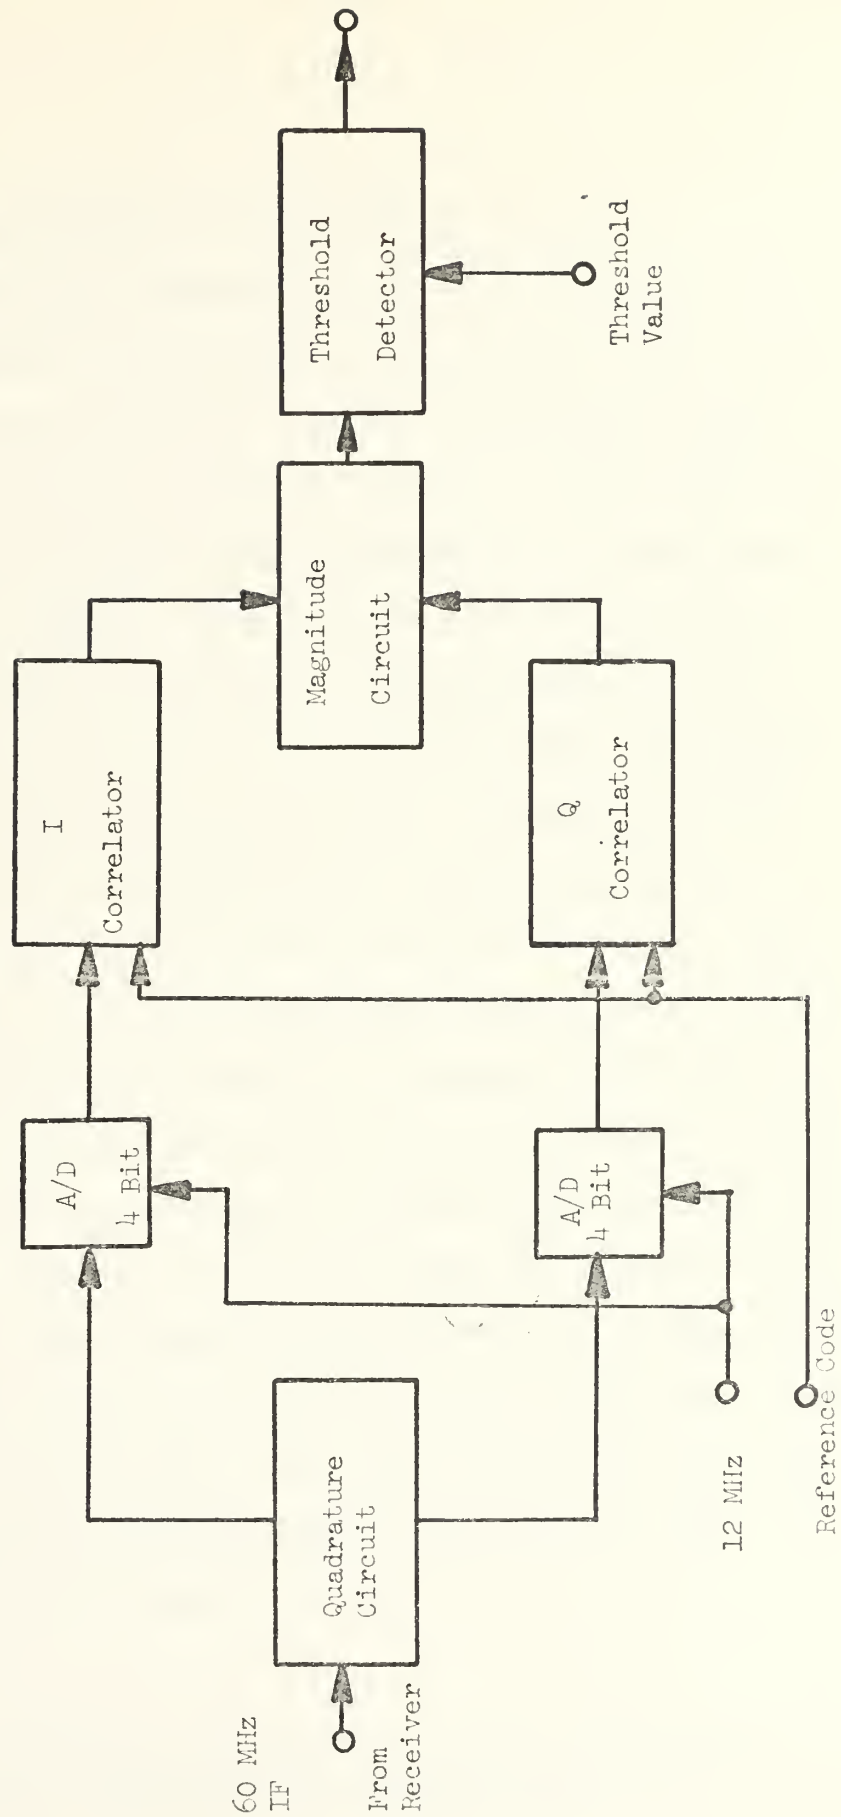 60 MHz
IF
From
Receiver
Quadrature
Circuit
12 MHz
Reference Code
A/D
4 Bit
A/D
4 Bit
I
Correlator
Q
Correlator
Magnitude
Circuit
Threshold
Detector
Threshold
Value